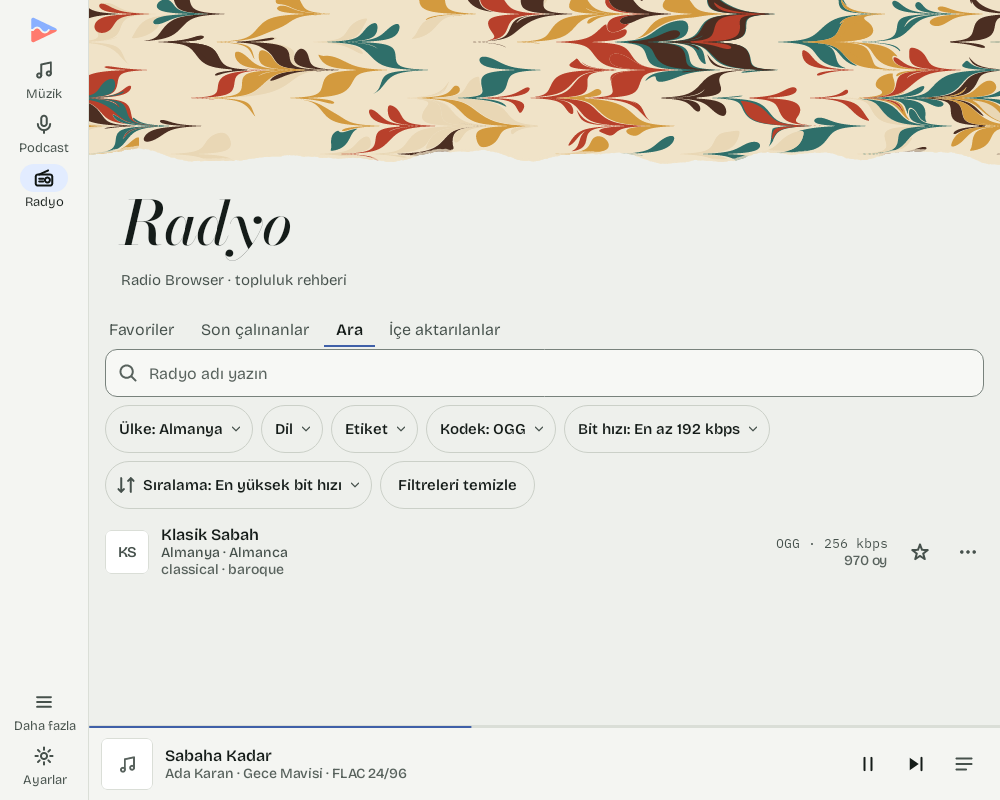 Müzik
Podcast
Radyo
Radyo
Radio Browser · topluluk rehberi
Favoriler
Son çalınanlar
Ara
İçe aktarılanlar
Radyo adı yazın
Ülke: Almanya
Dil
Etiket
Kodek: OGG
Bit hızı: En az 192 kbps
Sıralama: En yüksek bit hızı
Filtreleri temizle
KS
Klasik Sabah
Almanya · Almanca
classical · baroque
OGG · 256 kbps
970 oy
Daha fazla
Ayarlar
Sabaha Kadar
Ada Karan · Gece Mavisi · FLAC 24/96